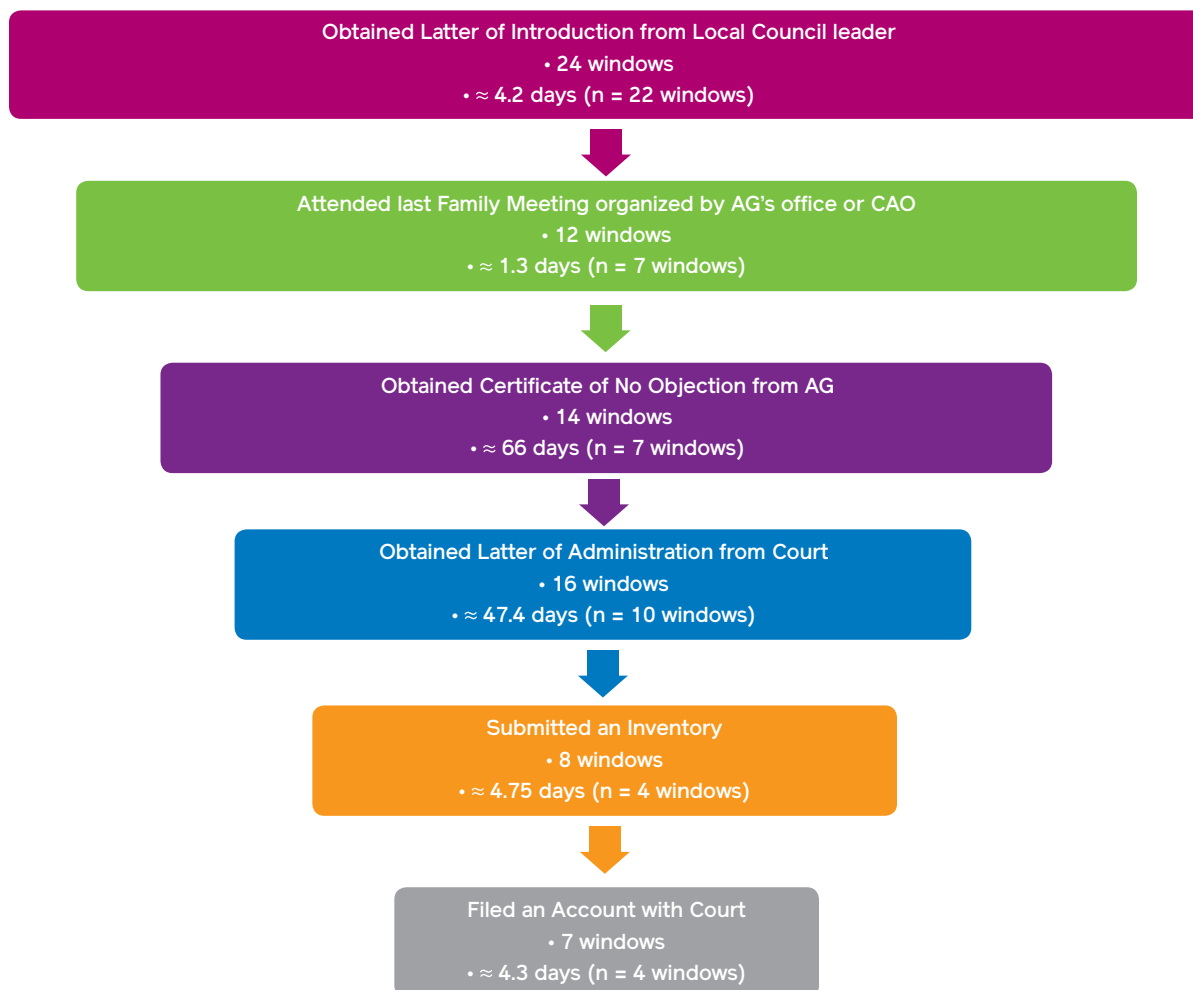 Obtained Latter of Introduction from Local Council leader
• 24 windows
• ≈ 4.2 days (n = 22 windows)
Attended last Family Meeting organized by AG’s office or CAO
• 12 windows
• ≈ 1.3 days (n = 7 windows)
Obtained Certificate of No Objection from AG
• 14 windows
• ≈ 66 days (n = 7 windows)
Obtained Latter of Administration from Court
• 16 windows
• ≈ 47.4 days (n = 10 windows)
Submitted an Inventory
• 8 windows
• ≈ 4.75 days (n = 4 windows)
Filed an Account with Court
• 7 windows
• ≈ 4.3 days (n = 4 windows)